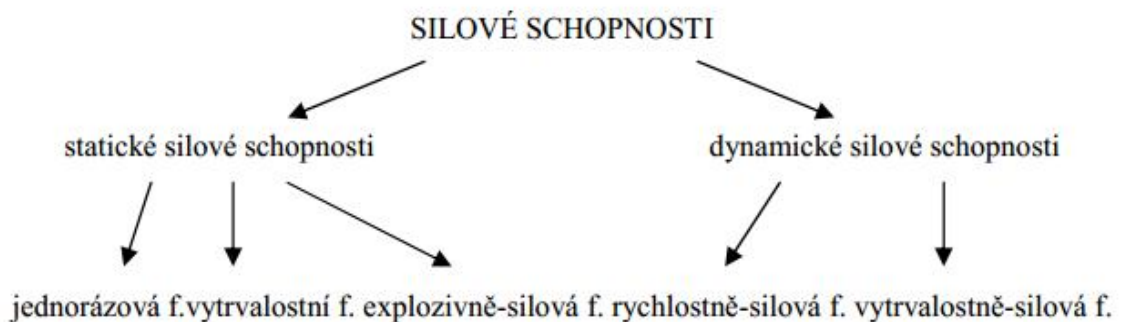 SILOVÉ SCHOPNOSTI
statické silové schopnosti dynamické silové schopnosti
jednorázová f.vytrvalostní f. explozivně-silová f. rychlostně-silová f. vytrvalostně-silová f.